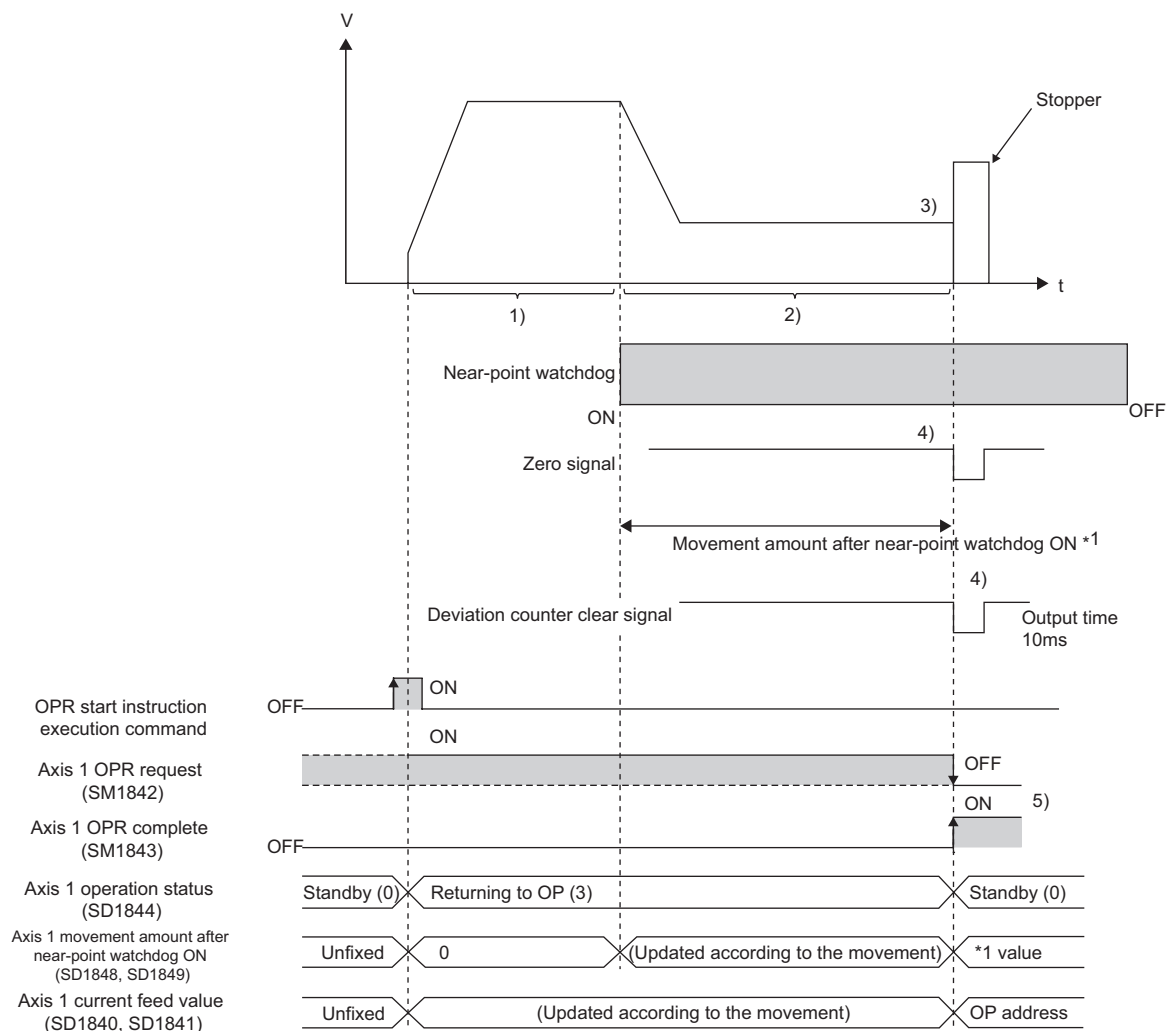 V
Stopper
3)
t
1)
2)
Near-point watchdog
ON
OFF
4)
Zero signal
Movement amount after near-point watchdog ON *1
4)
Deviation counter clear signal
Output time
10ms
OPR start instruction
execution command
OFF
ON
Axis 1 OPR request
(SM1842)
ON
OFF
Axis 1 OPR complete
(SM1843)
OFF
ON
5)
Axis 1 operation status
(SD1844)
Standby (0)
Returning to OP (3)
Standby (0)
Axis 1 movement amount after
near-point watchdog ON
(SD1848, SD1849)
Unfixed
0
(Updated according to the movement)
*1 value
Axis 1 current feed value
(SD1840, SD1841)
Unfixed
(Updated according to the movement)
OP address